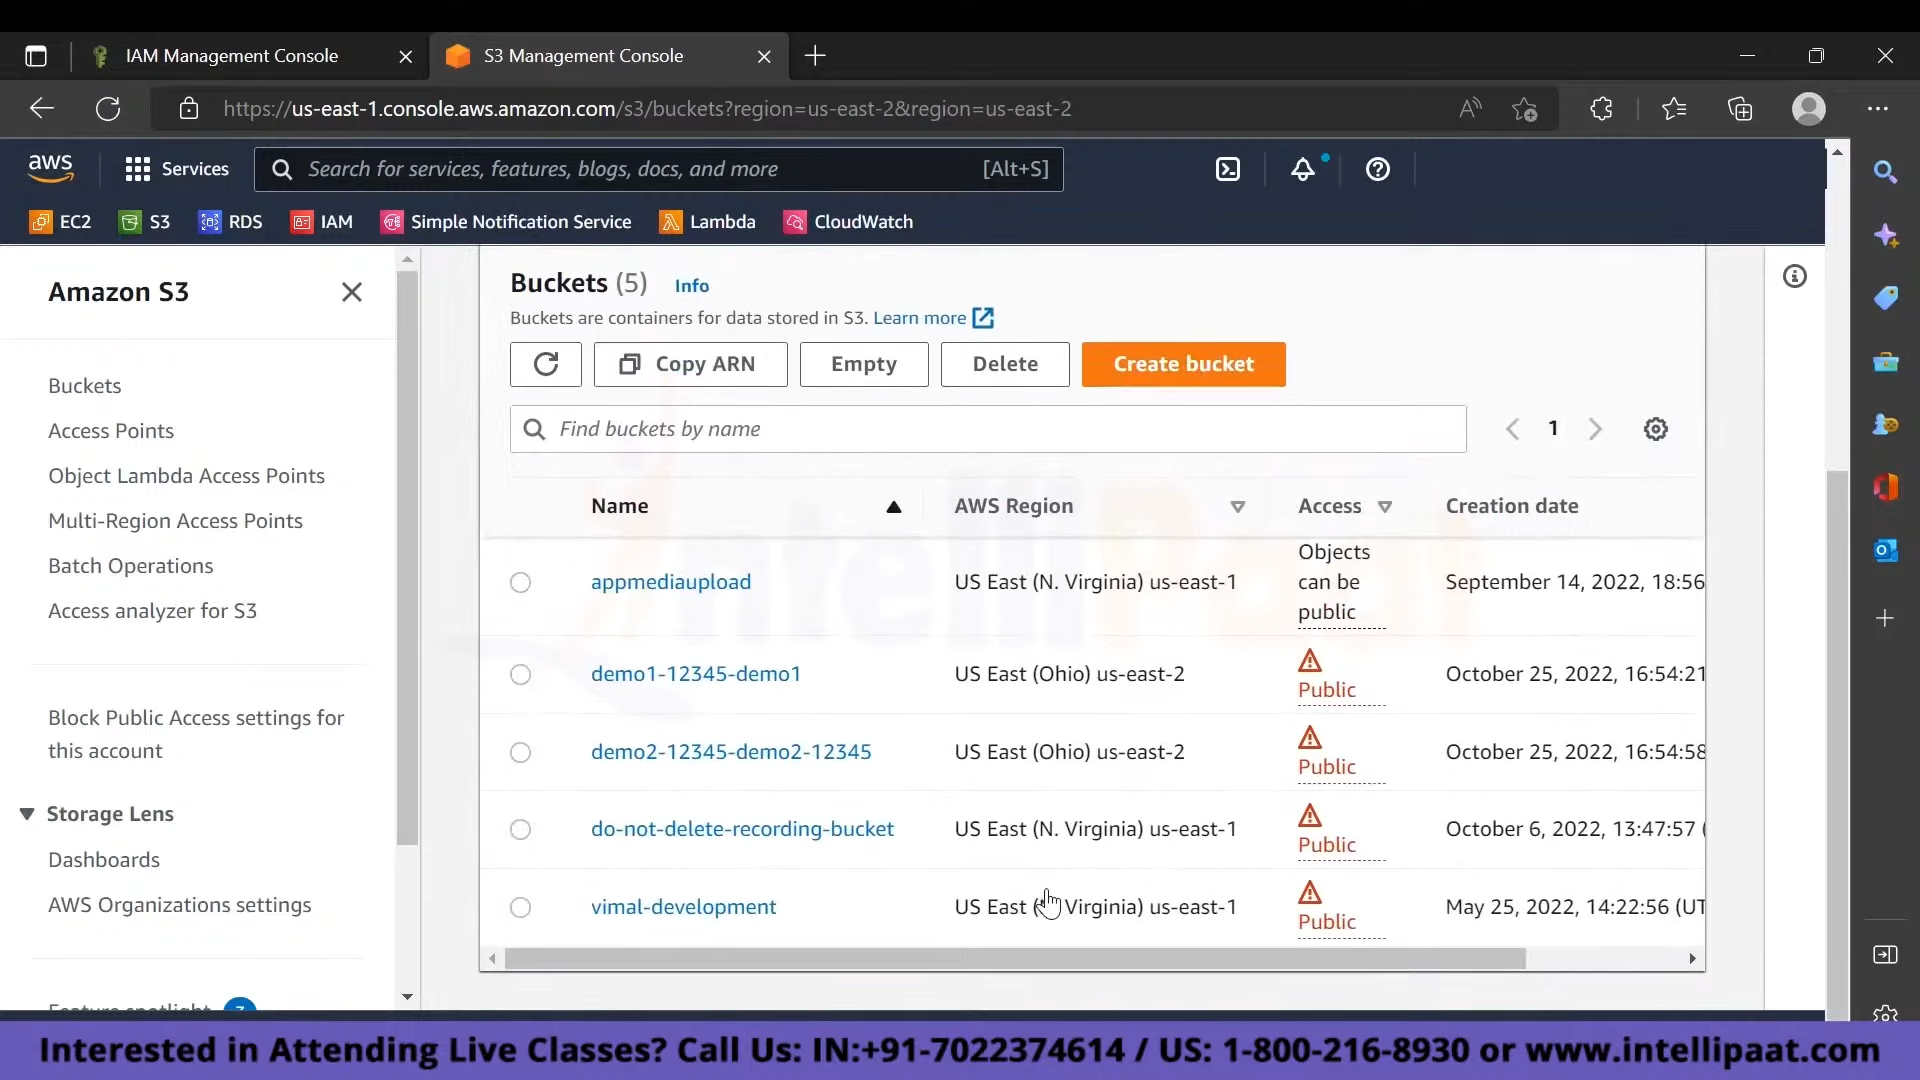 IAM Management Console
S3 Management Console
https://us-east-1.console.aws.amazon.com/s3/buckets?region=us-east-2&region=us-east-2
aws
Services
Search for services, features, blogs, docs, and more
[Alt+S]
EC2
S3
RDS
IAM
Simple Notification Service
Lambda
CloudWatch
Amazon S3
Buckets
Access Points
Object Lambda Access Points
Multi-Region Access Points
Batch Operations
Access analyzer for S3
Block Public Access settings for
this account
Storage Lens
Dashboards
AWS Organizations settings
Feature spotlight
Buckets (5) Info
Buckets are containers for data stored in S3. Learn more
Copy ARN
Empty
Delete
Create bucket
Find buckets by name
1
Name AWS Region Access Creation date
appmediaupload US East (N. Virginia) us-east-1 Objects can be public September 14, 2022, 18:56
demo1-12345-demo1 US East (Ohio) us-east-2 Public October 25, 2022, 16:54:21
demo2-12345-demo2-12345 US East (Ohio) us-east-2 Public October 25, 2022, 16:54:58
do-not-delete-recording-bucket US East (N. Virginia) us-east-1 Public October 6, 2022, 13:47:57 (
vimal-development US East (N. Virginia) us-east-1 Public May 25, 2022, 14:22:56 (UT
intelliPaat
Interested in Attending Live Classes? Call Us: IN:+91-7022374614 / US: 1-800-216-8930 or www.intellipaat.com